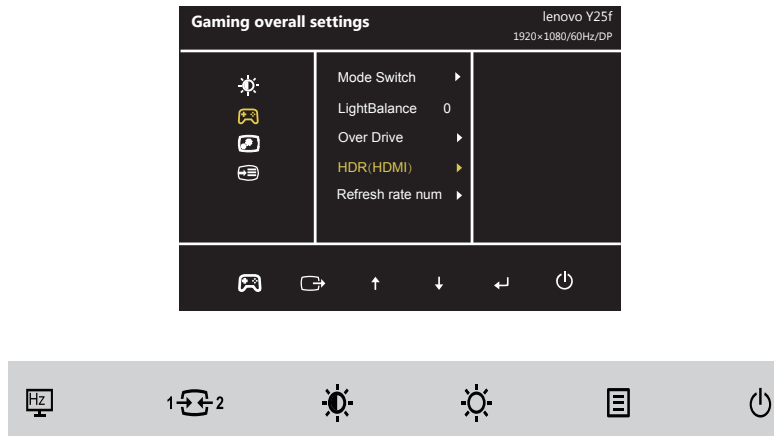 Gaming overall settings
lenovo Y25f
1920×1080/60Hz/DP
Mode Switch
LightBalance 0
Over Drive
HDR(HDMI)
Refresh rate num
Hz
1 2